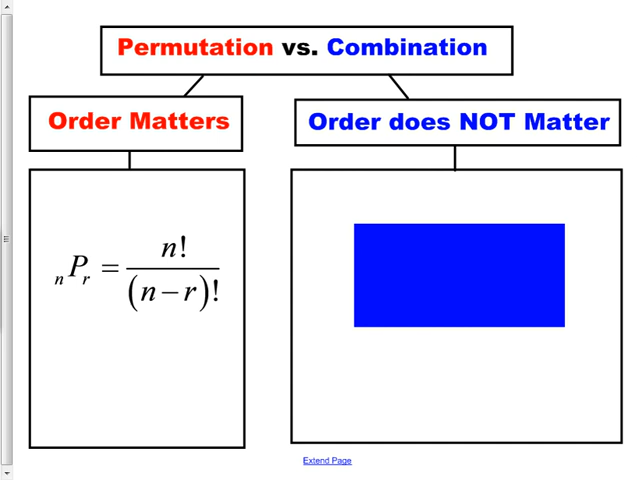 Permutation vs. Combination
Order Matters
Order does NOT Matter
nPr = n! / (n − r)!
Extend Page